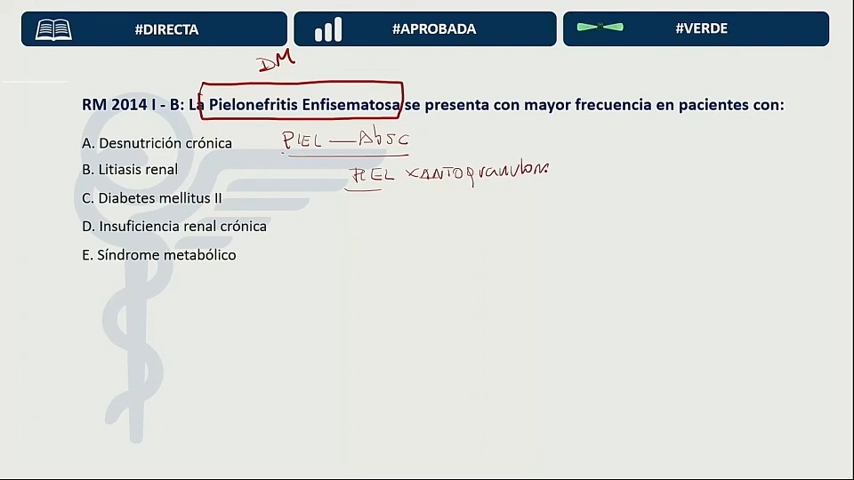 #DIRECTA
#APROBADA
#VERDE
DM
RM 2014 I - B: La Pielonefritis Enfisematosa se presenta con mayor frecuencia en pacientes con:
A. Desnutrición crónica
PIEL — Absc
B. Litiasis renal
PIEL XANTOgranulom
C. Diabetes mellitus II
D. Insuficiencia renal crónica
E. Síndrome metabólico